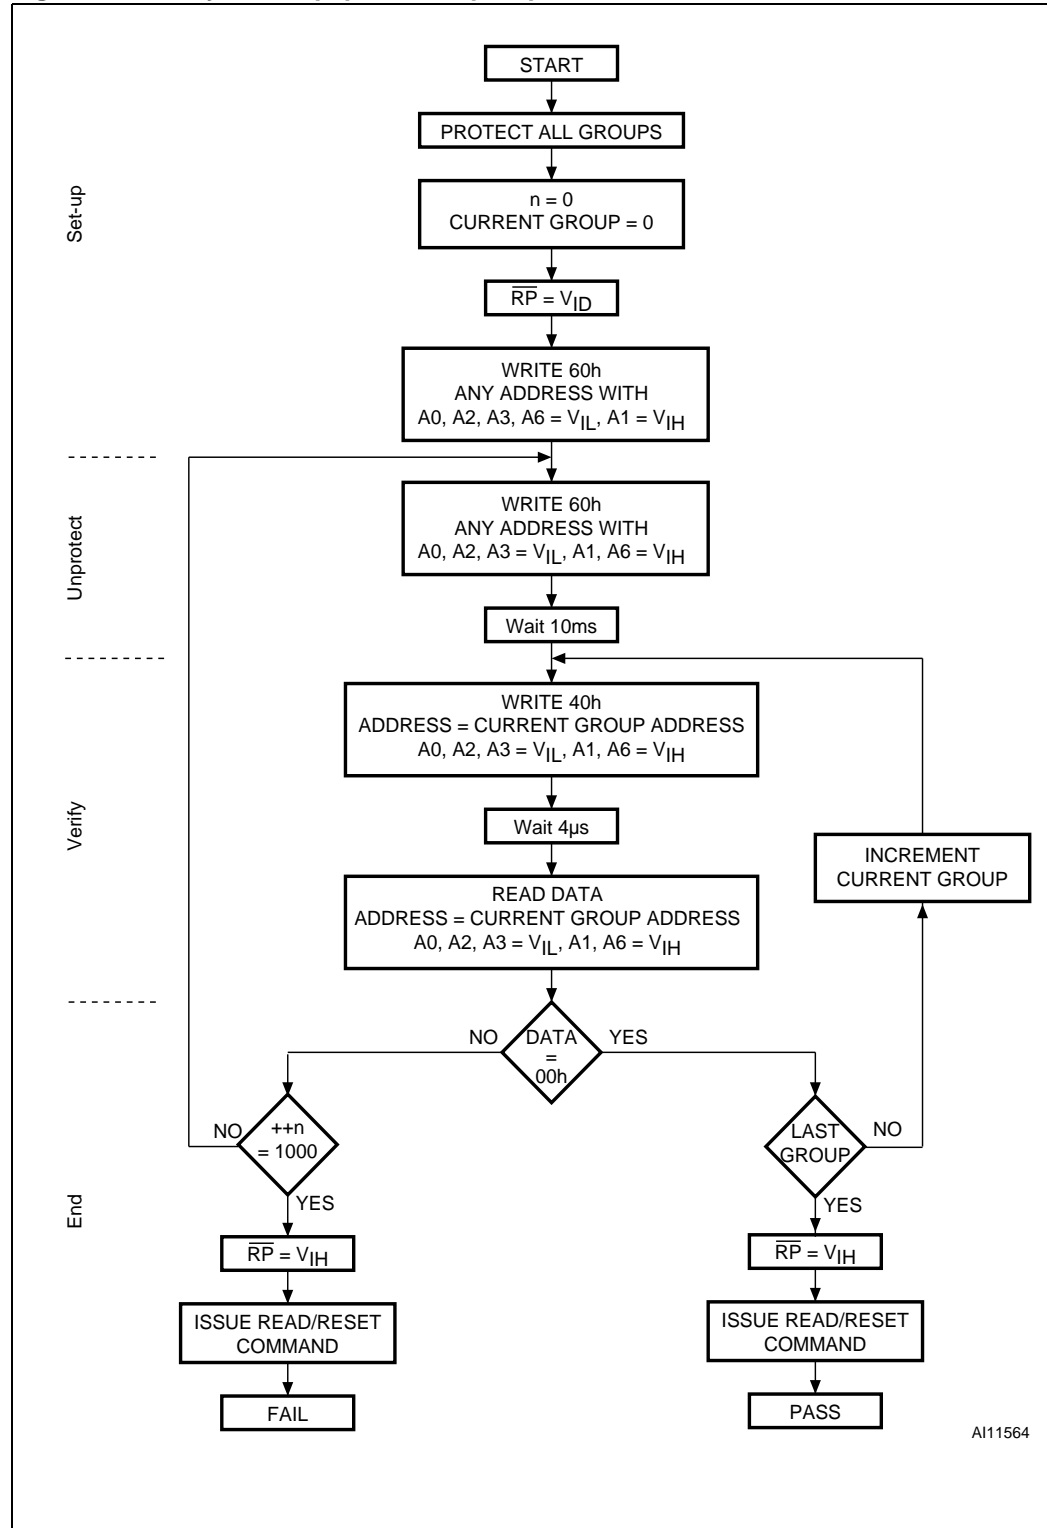 START
PROTECT ALL GROUPS
n = 0
CURRENT GROUP = 0
Set-up
RP = VID
WRITE 60h
ANY ADDRESS WITH
A0, A2, A3, A6 = VIL, A1 = VIH
WRITE 60h
ANY ADDRESS WITH
A0, A2, A3 = VIL, A1, A6 = VIH
Unprotect
Wait 10ms
WRITE 40h
ADDRESS = CURRENT GROUP ADDRESS
A0, A2, A3 = VIL, A1, A6 = VIH
Verify
Wait 4µs
INCREMENT
CURRENT GROUP
READ DATA
ADDRESS = CURRENT GROUP ADDRESS
A0, A2, A3 = VIL, A1, A6 = VIH
NO
DATA
=
00h
YES
NO
++n
= 1000
LAST
GROUP
NO
End
YES
YES
RP = VIH
RP = VIH
ISSUE READ/RESET
COMMAND
ISSUE READ/RESET
COMMAND
FAIL
PASS
AI11564